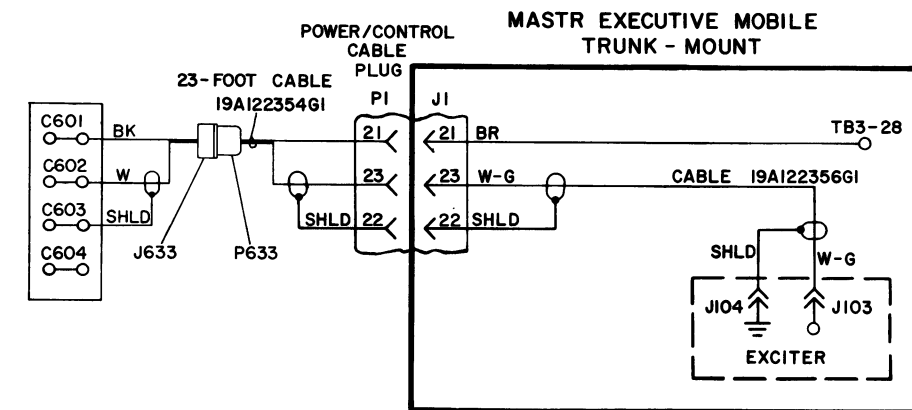 MASTR EXECUTIVE MOBILE
TRUNK - MOUNT
POWER/CONTROL
CABLE
PLUG
23-FOOT CABLE
19A122354G1
P1
J1
C601
BK
21
21
BR
TB3-28
C602
W
23
23
W-G
CABLE 19A122356G1
C603
SHLD
SHLD
22
22
SHLD
C604
J633
P633
SHLD
W-G
J104
J103
EXCITER